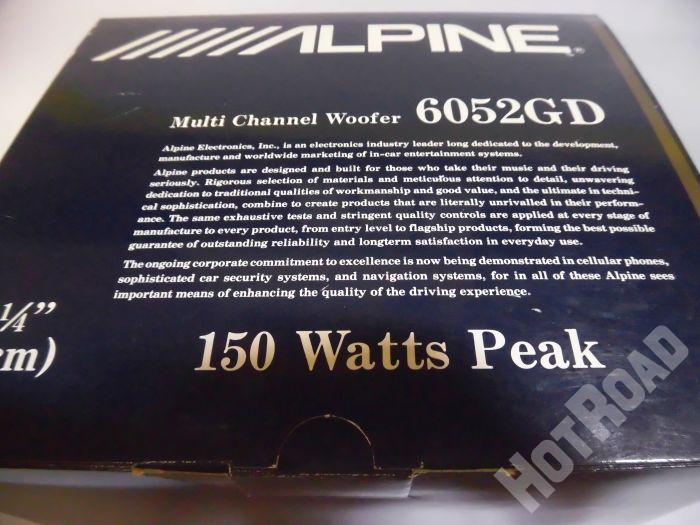 ALPINE®
Multi Channel Woofer 6052GD
Alpine Electronics, Inc., is an electronics industry leader long dedicated to the development,
manufacture and worldwide marketing of in-car entertainment systems.
Alpine products are designed and built for those who take their music and their driving
seriously. Rigorous selection of materials and meticulous attention to detail, unwavering
dedication to traditional qualities of workmanship and good value, and the ultimate in techni-
cal sophistication, combine to create products that are literally unrivalled in their perform-
ance. The same exhaustive tests and stringent quality controls are applied at every stage of
manufacture to every product, from entry level to flagship products, forming the best possible
guarantee of outstanding reliability and longterm satisfaction in everyday use.
The ongoing corporate commitment to excellence is now being demonstrated in cellular phones,
sophisticated car security systems, and navigation systems, for in all of these Alpine sees
important means of enhancing the quality of the driving experience.
1/4”
cm)
150 Watts Peak
HOTROAD